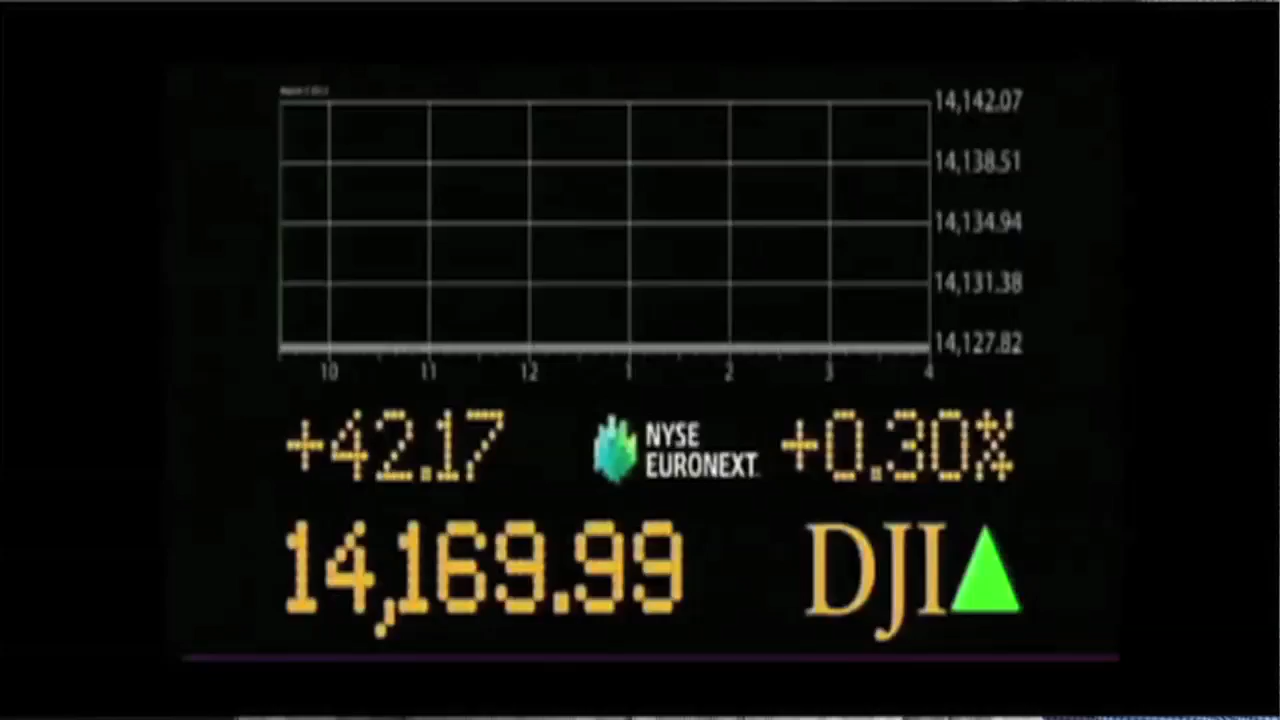 14,142.07
14,138.51
14,134.94
14,131.38
14,127.82
10 11 12 1 2 3 4
+42.17 NYSE EURONEXT +0.30%
14,169.99 DJI